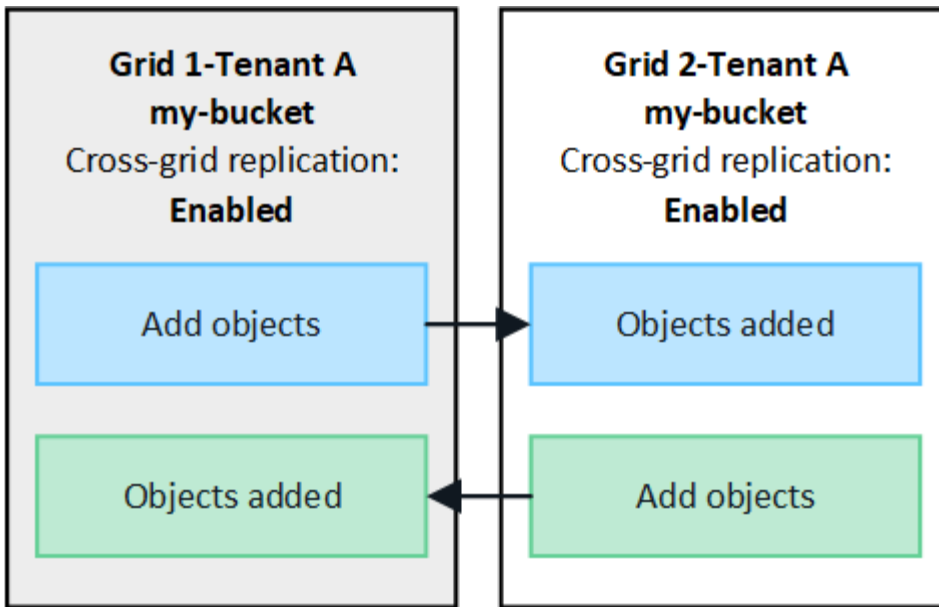 Grid 1-Tenant A
my-bucket
Cross-grid replication:
Enabled
Add objects
Objects added
Grid 2-Tenant A
my-bucket
Cross-grid replication:
Enabled
Objects added
Add objects